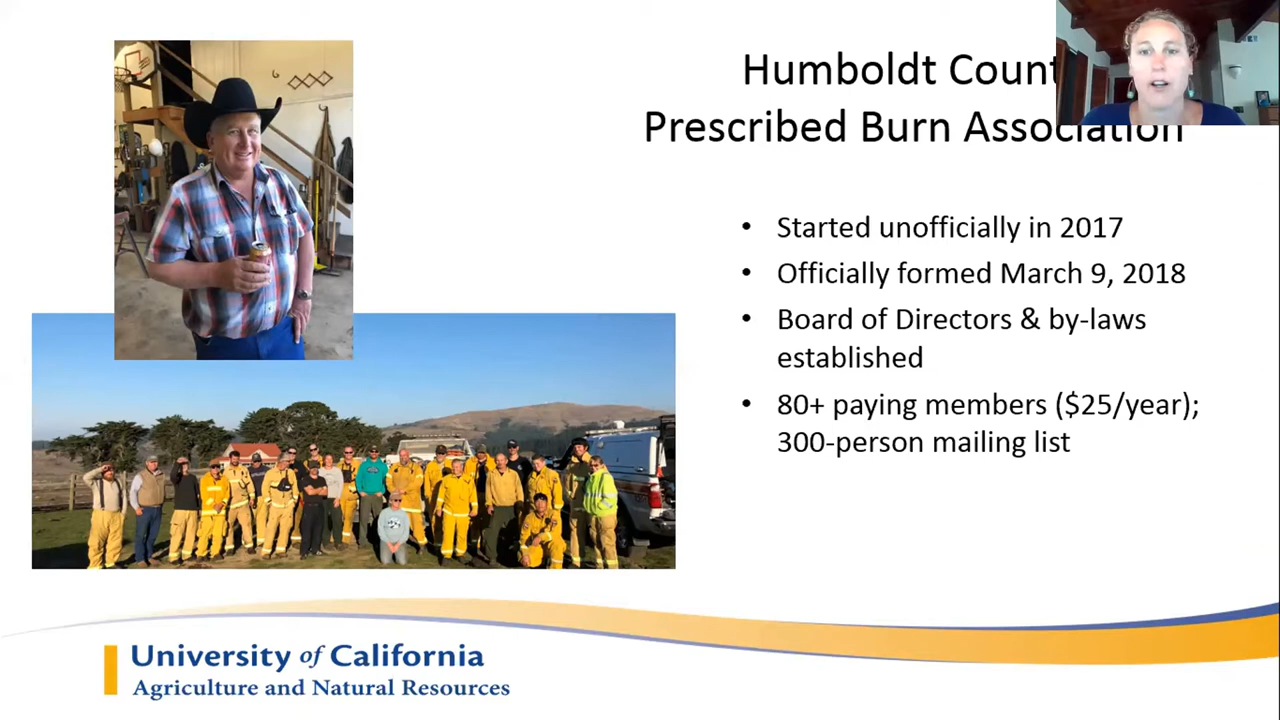 Humboldt Count
Prescribed Burn Association
• Started unofficially in 2017
• Officially formed March 9, 2018
• Board of Directors & by-laws
established
• 80+ paying members ($25/year);
300-person mailing list
University of California
Agriculture and Natural Resources